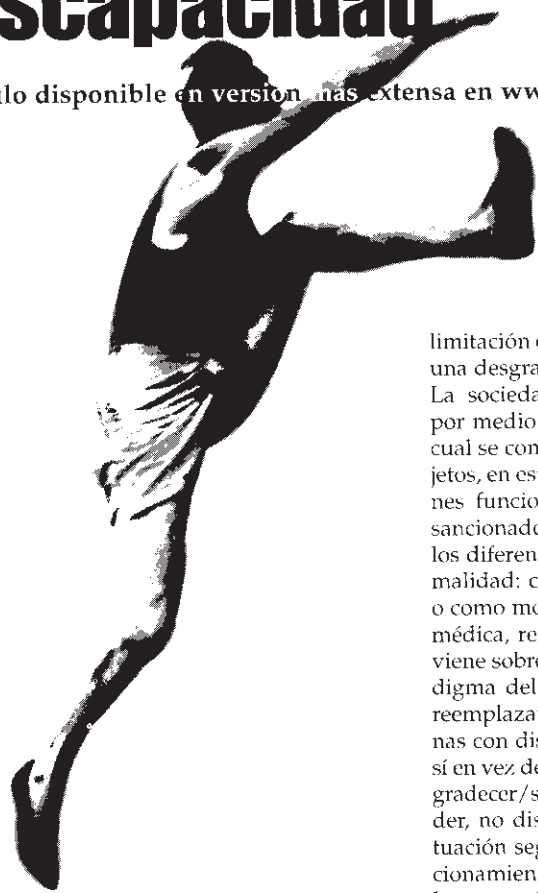 scapacidad
lo disponible en versión más extensa en ww
limitación
una desgra
La socieda
por medio
cual se con
jetos, en es
nes funcio
sancionado
los diferen
malidad: c
o como mo
médica, re
viene sobre
digma del
reemplaza
nas con dis
sí en vez de
gradecer/s
der, no dis
tuación seg
cionamien